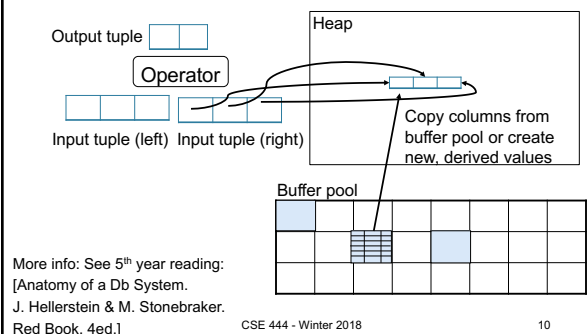 Heap
Output tuple
Operator
Input tuple (left) Input tuple (right)
Copy columns from
buffer pool or create
new, derived values
Buffer pool
More info: See 5th year reading:
[Anatomy of a Db System.
J. Hellerstein & M. Stonebraker.
Red Book. 4ed.]
CSE 444 - Winter 2018
10